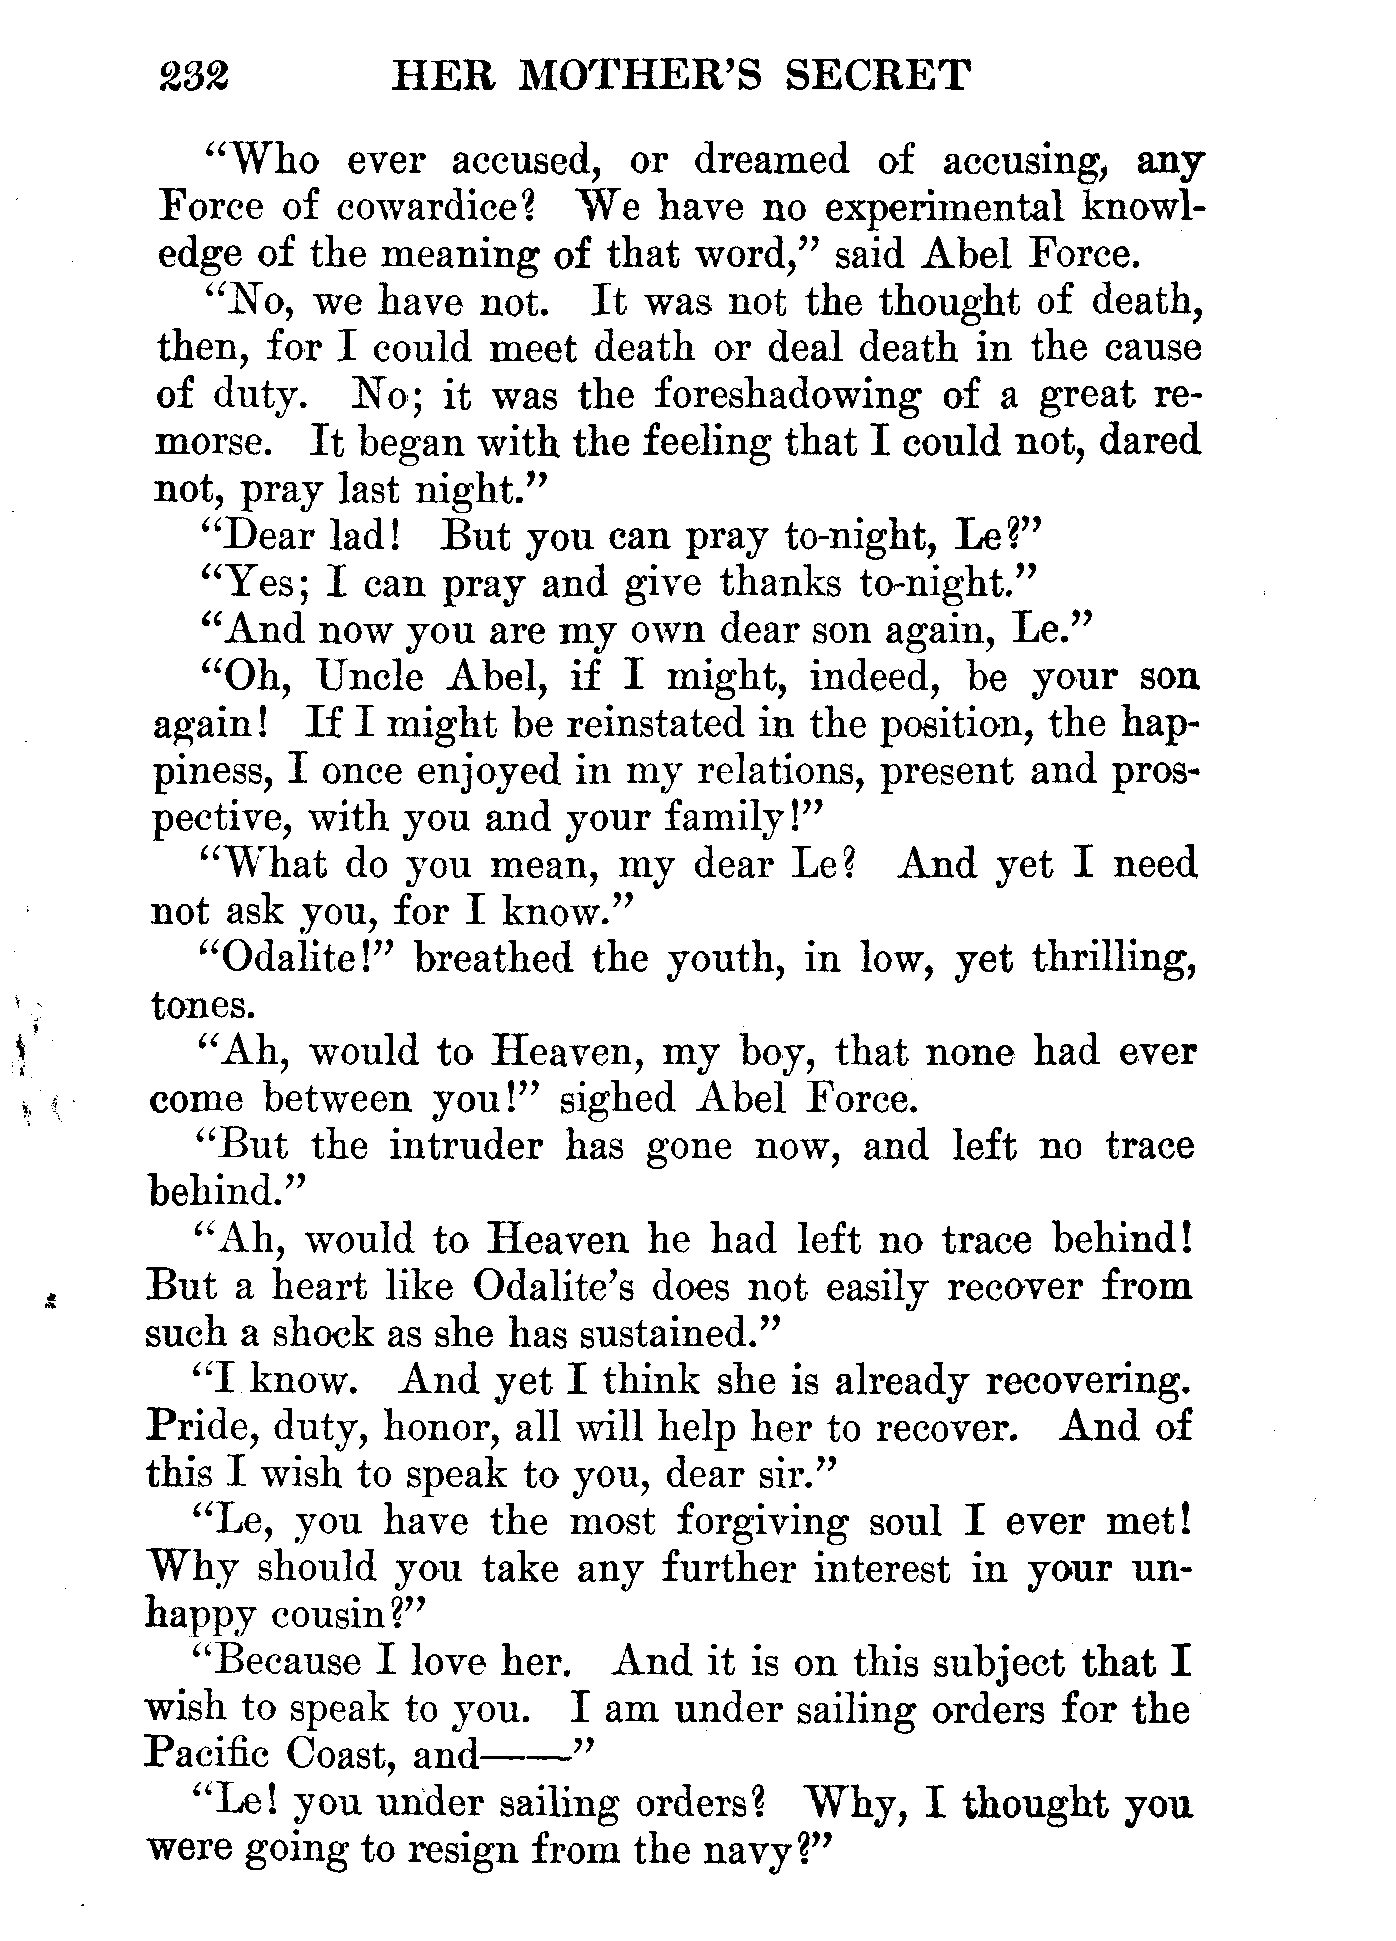 232 HER MOTHER'S SECRET
“Who ever accused, or dreamed of accusing, any
Force of cowardice? We have no experimental knowl-
edge of the meaning of that word,” said Abel Force.
“No, we have not. It was not the thought of death,
then, for I could meet death or deal death in the cause
of duty. No; it was the foreshadowing of a great re-
morse. It began with the feeling that I could not, dared
not, pray last night.”
“Dear lad! But you can pray to-night, Le?”
“Yes; I can pray and give thanks to-night.”
“And now you are my own dear son again, Le.”
“Oh, Uncle Abel, if I might, indeed, be your son
again! If I might be reinstated in the position, the hap-
piness, I once enjoyed in my relations, present and pros-
pective, with you and your family!”
“What do you mean, my dear Le? And yet I need
not ask you, for I know.”
“Odalite!” breathed the youth, in low, yet thrilling,
tones.
“Ah, would to Heaven, my boy, that none had ever
come between you!” sighed Abel Force.
“But the intruder has gone now, and left no trace
behind.”
“Ah, would to Heaven he had left no trace behind!
But a heart like Odalite's does not easily recover from
such a shock as she has sustained.”
“I know. And yet I think she is already recovering.
Pride, duty, honor, all will help her to recover. And of
this I wish to speak to you, dear sir.”
“Le, you have the most forgiving soul I ever met!
Why should you take any further interest in your un-
happy cousin?”
“Because I love her. And it is on this subject that I
wish to speak to you. I am under sailing orders for the
Pacific Coast, and——”
“Le! you under sailing orders? Why, I thought you
were going to resign from the navy?”